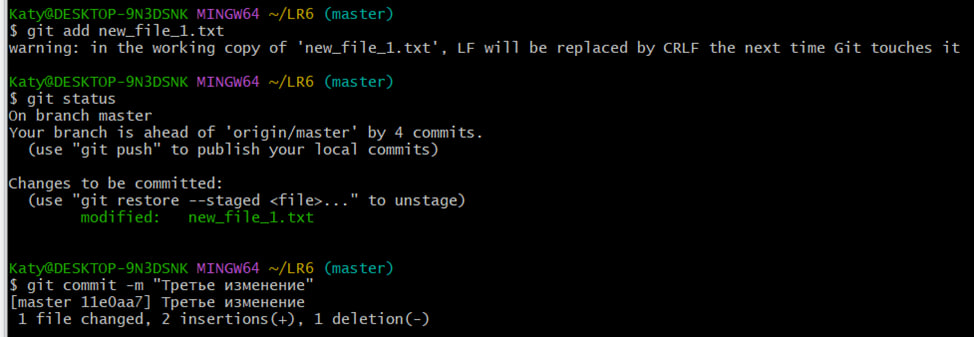 Katy@DESKTOP-9N3DSNK MINGW64 ~/LR6 (master)
$ git add new_file_1.txt
warning: in the working copy of 'new_file_1.txt', LF will be replaced by CRLF the next time Git touches it
Katy@DESKTOP-9N3DSNK MINGW64 ~/LR6 (master)
$ git status
On branch master
Your branch is ahead of 'origin/master' by 4 commits.
(use "git push" to publish your local commits)
Changes to be committed:
(use "git restore --staged <file>..." to unstage)
modified:   new_file_1.txt
Katy@DESKTOP-9N3DSNK MINGW64 ~/LR6 (master)
$ git commit -m "Третье изменение"
[master 11e0aa7] Третье изменение
1 file changed, 2 insertions(+), 1 deletion(-)